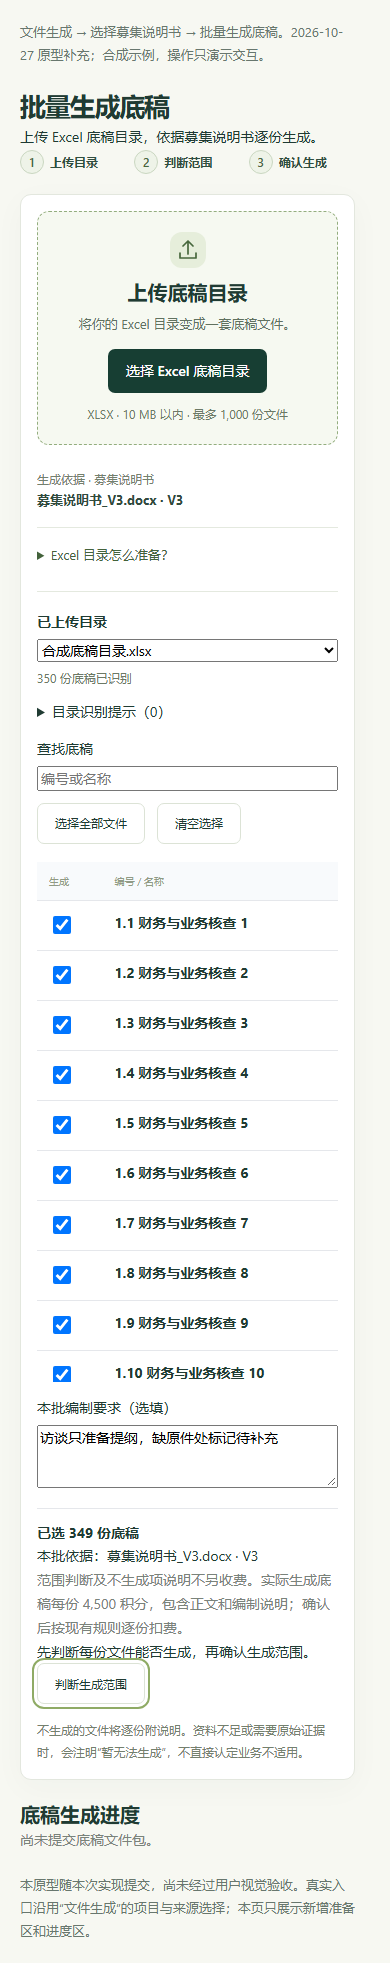 文件生成 → 选择募集说明书 → 批量生成底稿。2026-10-
27 原型补充；合成示例，操作只演示交互。
批量生成底稿
上传 Excel 底稿目录，依据募集说明书逐份生成。
1 上传目录 2 判断范围 3 确认生成
上传底稿目录
将你的 Excel 目录变成一套底稿文件。
选择 Excel 底稿目录
XLSX · 10 MB 以内 · 最多 1,000 份文件
生成依据 · 募集说明书
募集说明书_V3.docx · V3
▶ Excel 目录怎么准备？
已上传目录
合成底稿目录.xlsx
350 份底稿已识别
▶ 目录识别提示（0）
查找底稿
编号或名称
选择全部文件 清空选择
生成 编号 / 名称
1.1 财务与业务核查 1
1.2 财务与业务核查 2
1.3 财务与业务核查 3
1.4 财务与业务核查 4
1.5 财务与业务核查 5
1.6 财务与业务核查 6
1.7 财务与业务核查 7
1.8 财务与业务核查 8
1.9 财务与业务核查 9
1.10 财务与业务核查 10
本批编制要求（选填）
访谈只准备提纲，缺原件处标记待补充
已选 349 份底稿
本批依据：募集说明书_V3.docx · V3
范围判断及不生成项说明不另收费。实际生成底
稿每份 4,500 积分，包含正文和编制说明；确认
后按现有规则逐份扣费。
先判断每份文件能否生成，再确认生成范围。
判断生成范围
不生成的文件将逐份附说明。资料不足或需要原始证据
时，会注明“暂无法生成”，不直接认定业务不适用。
底稿生成进度
尚未提交底稿文件包。
本原型随本次实现提交，尚未经过用户视觉验收。真实入
口沿用“文件生成”的项目与来源选择；本页只展示新增准备
区和进度区。